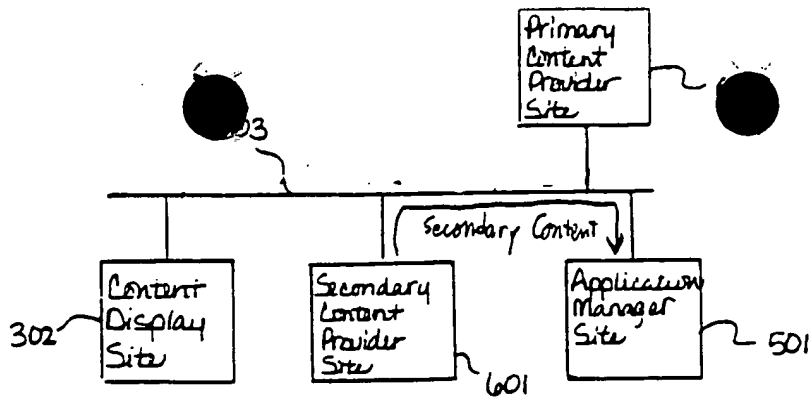 Primary
Content
Provider
Site
03
Secondary Content
Content
Display
Site
302
Secondary
Content
Provider
Site
601
Application
Manager
Site
501